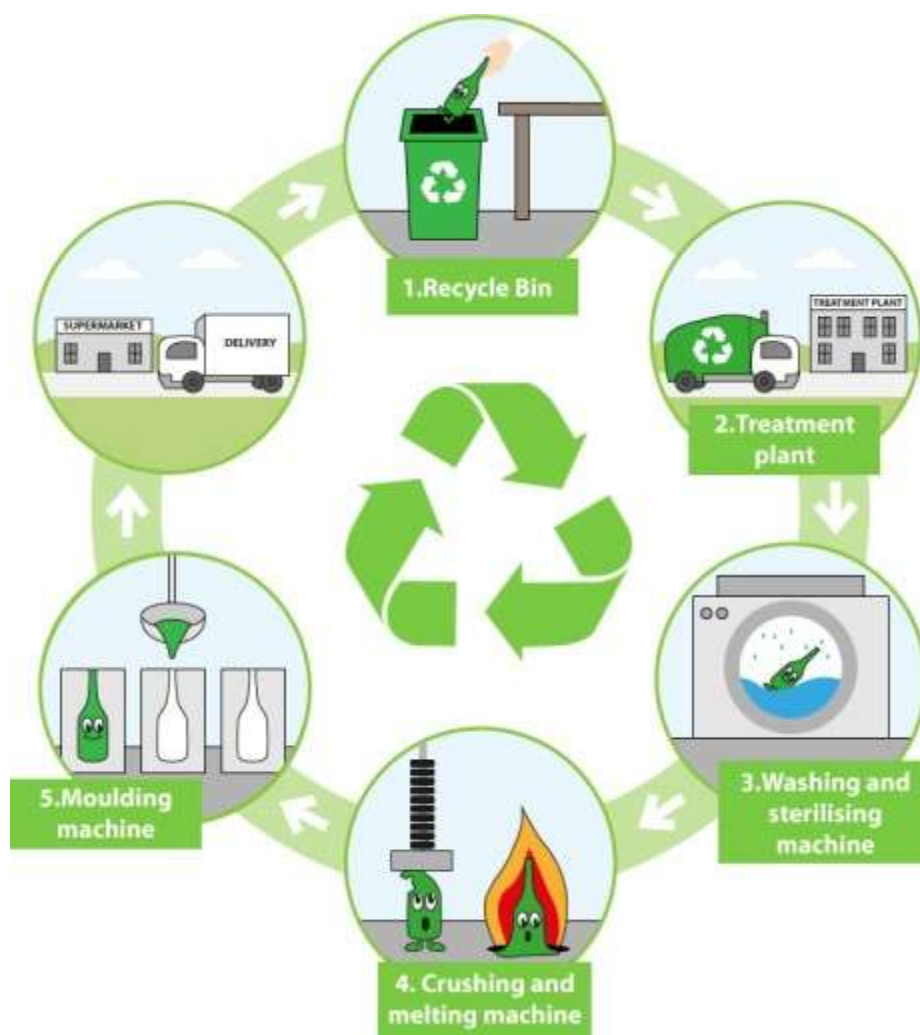 1.Recycle Bin
TREATMENT PLANT
2.Treatment
plant
3.Washing and
sterilising
machine
4. Crushing and
melting machine
5.Moulding
machine
SUPERMARKET
DELIVERY